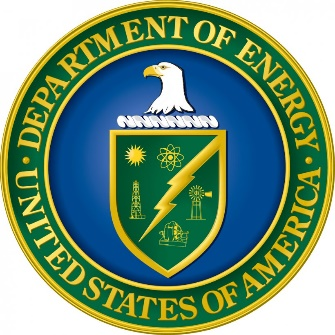 DEPARTMENT OF ENERGY
UNITED STATES OF AMERICA